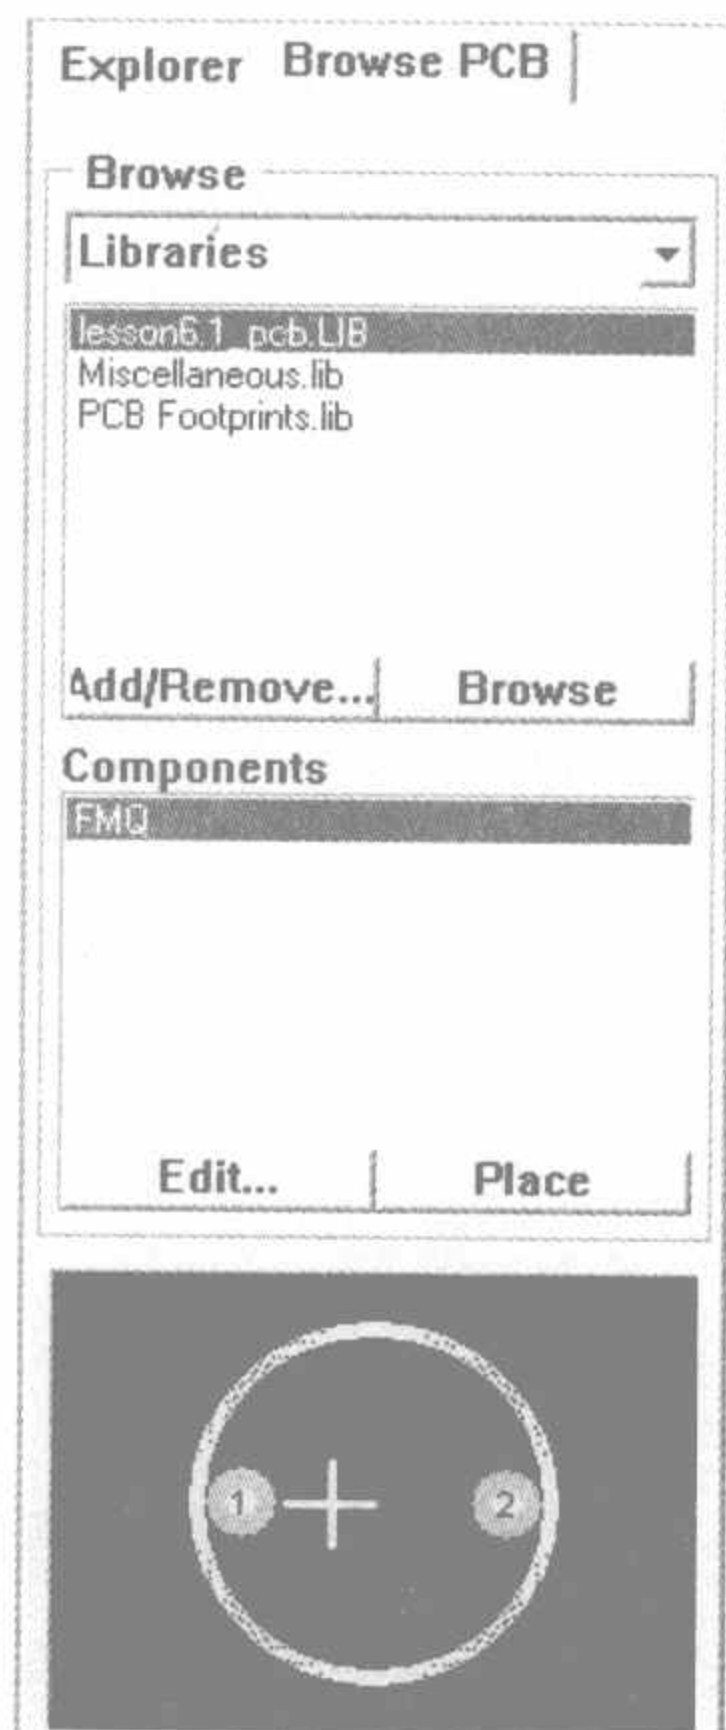 Explorer Browse PCB
Browse
Libraries
lesson6.1_pcb.LIB
Miscellaneous.lib
PCB Footprints.lib
Add/Remove... Browse
Components
FMQ
Edit... Place
1 2